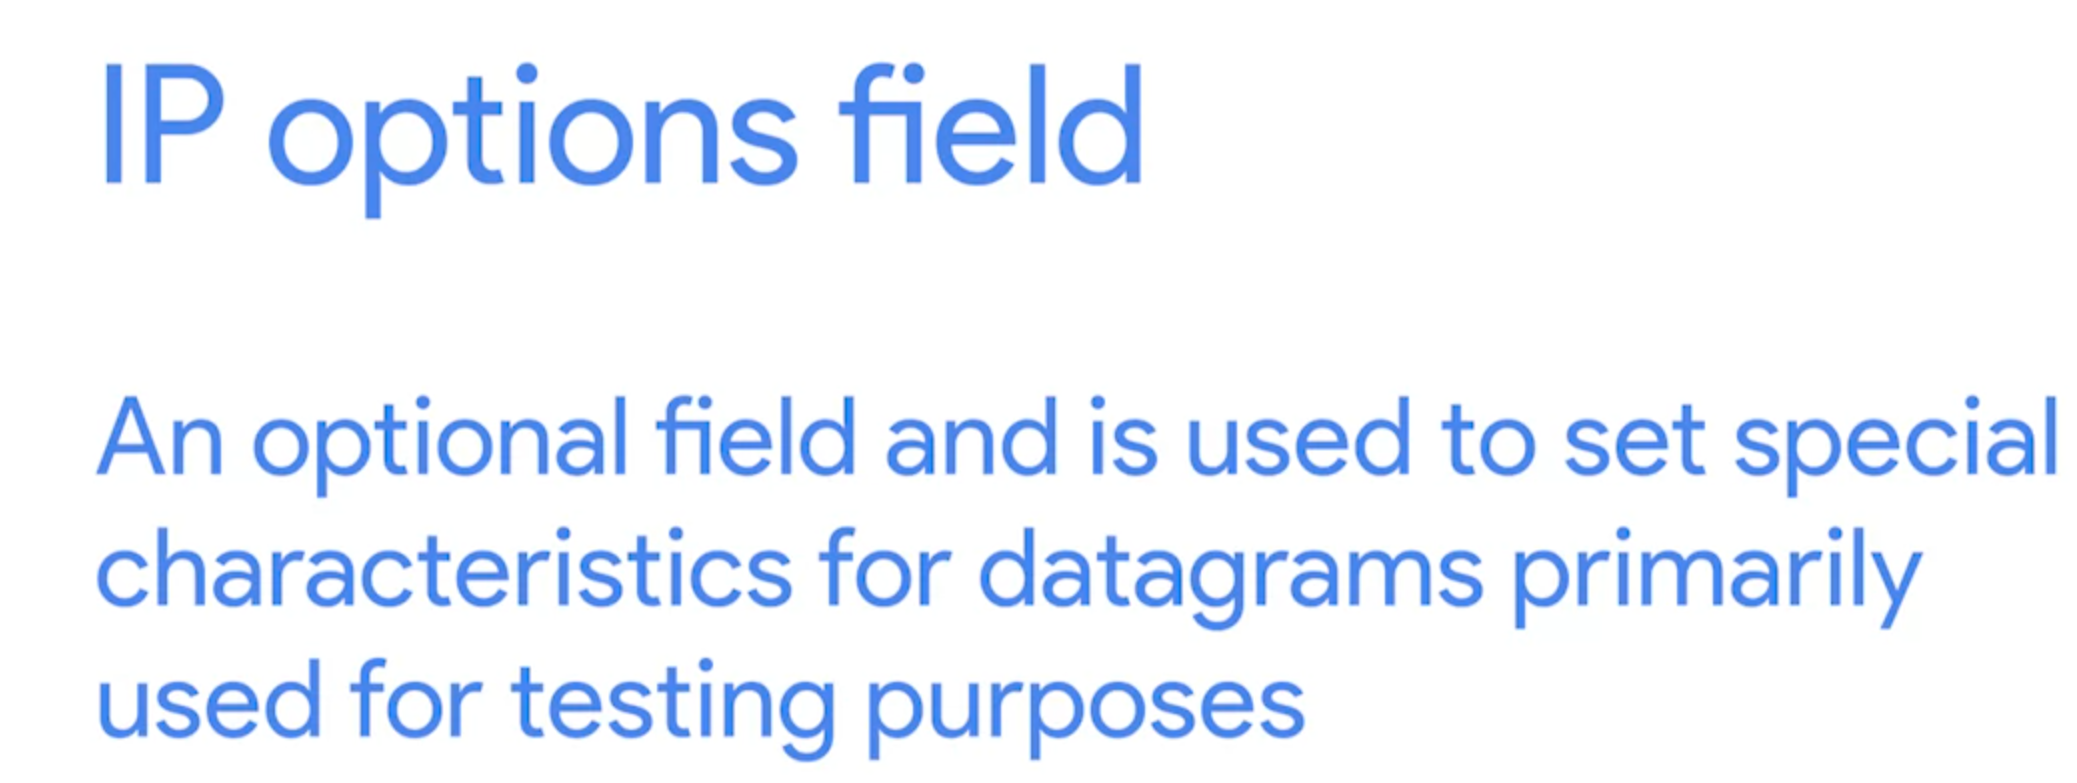 IP options field
An optional field and is used to set special
characteristics for datagrams primarily
used for testing purposes